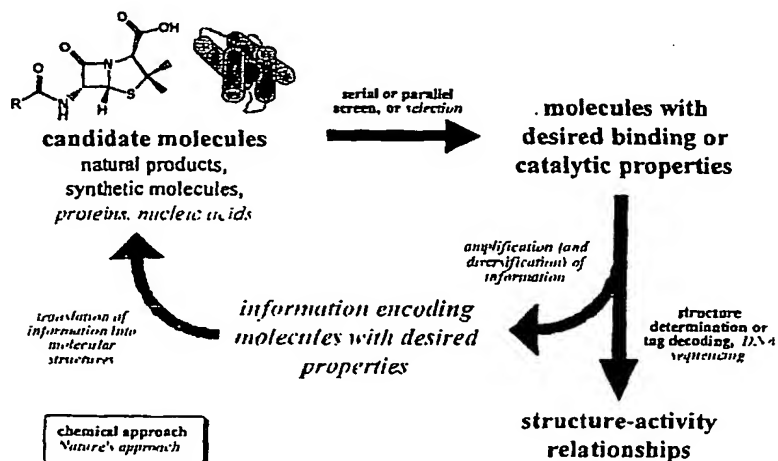 O
OH
O
N
O
R
N
H
H
S
candidate molecules
natural products,
synthetic molecules,
proteins, nucleic acids
serial or parallel
screen, or selection
molecules with
desired binding or
catalytic properties
amplification (and
diversification) of
information
structure
determination or
tag decoding, DNA
sequencing
structure-activity
relationships
information encoding
molecules with desired
properties
translation of
information into
molecular
structures
chemical approach
Nature's approach